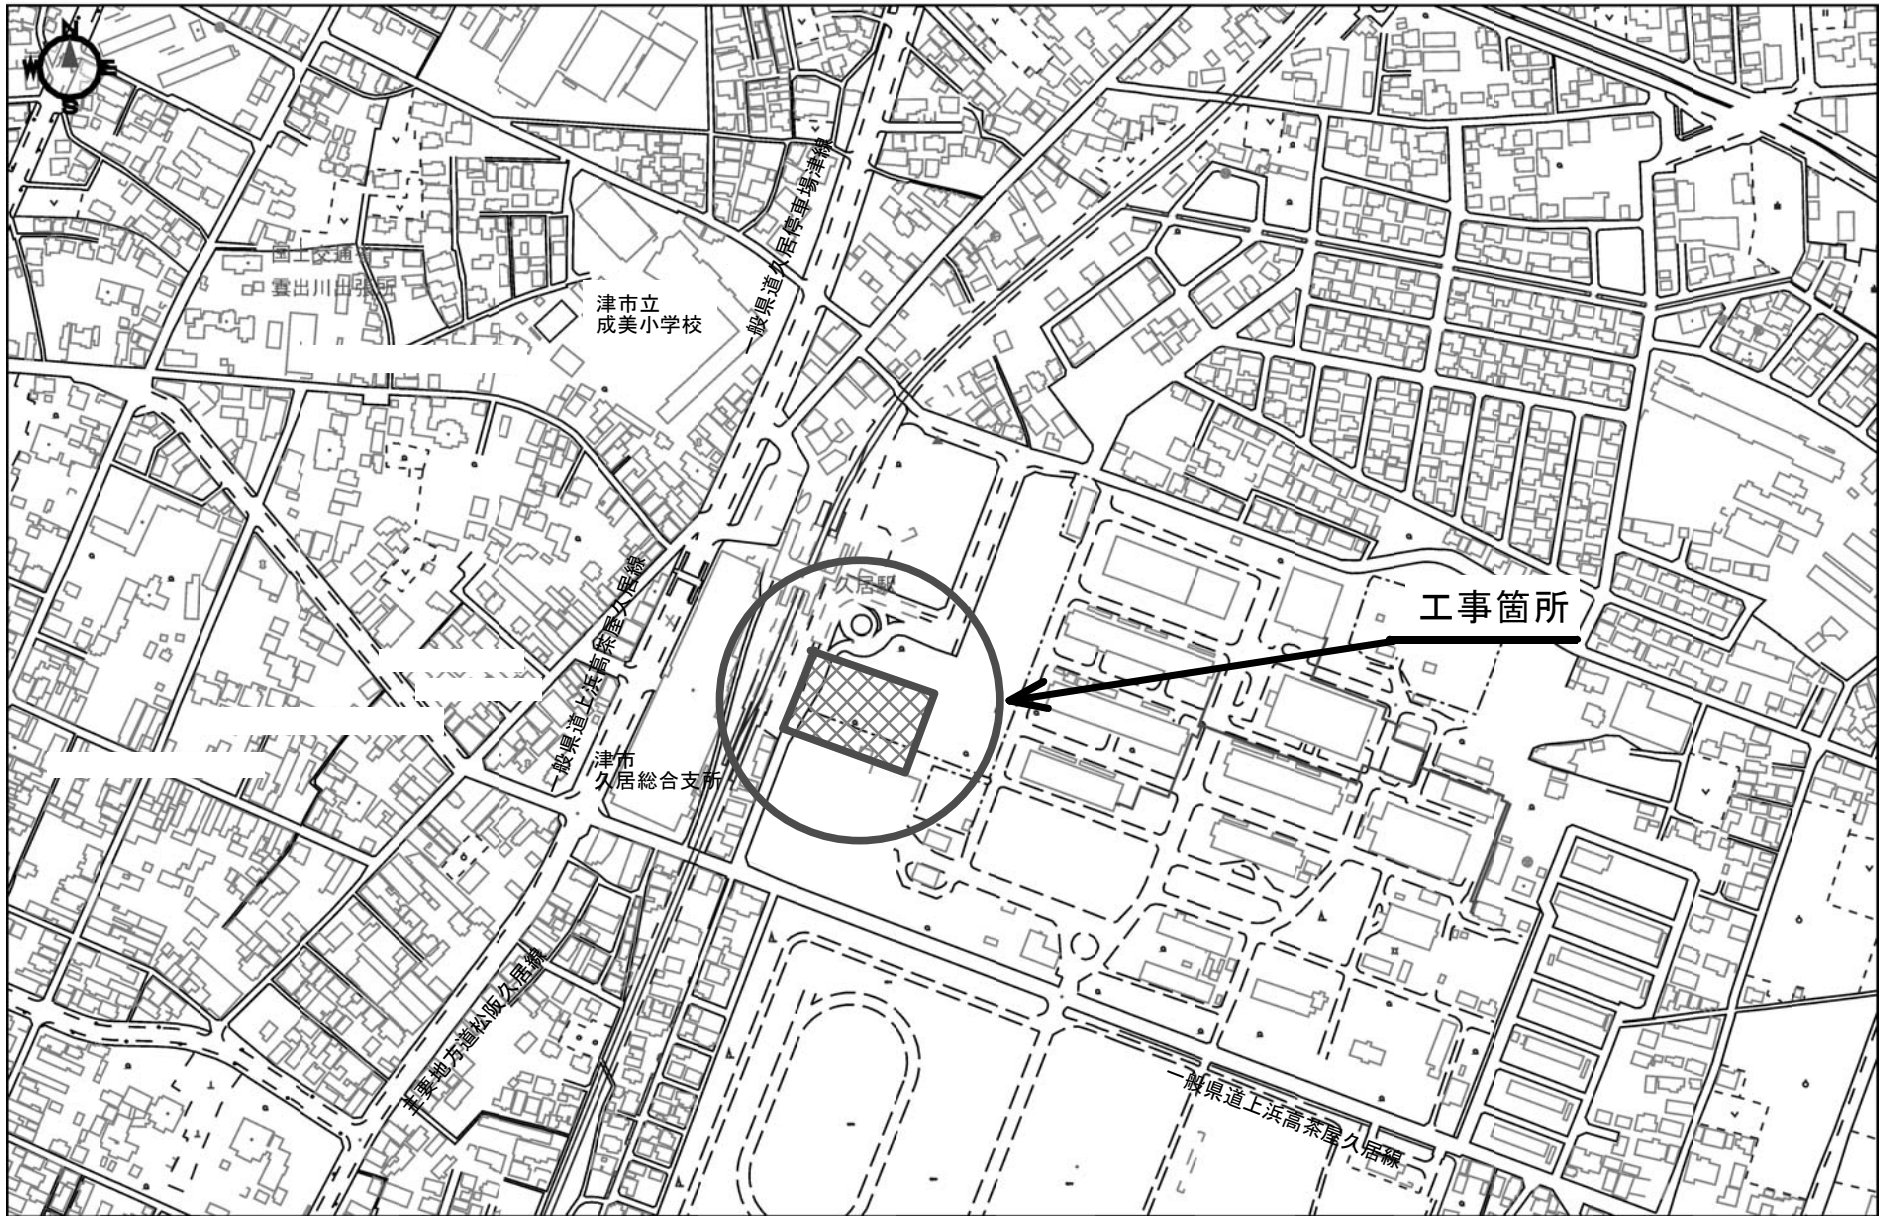 N
W
E
S
一般県道久居停車場津線
国土交通省
雲出川出張所
津市立
成美小学校
久居駅
工事箇所
一般県道上浜高茶屋久居線
津市
久居総合支所
主要地方道松阪久居線
一般県道上浜高茶屋久居線